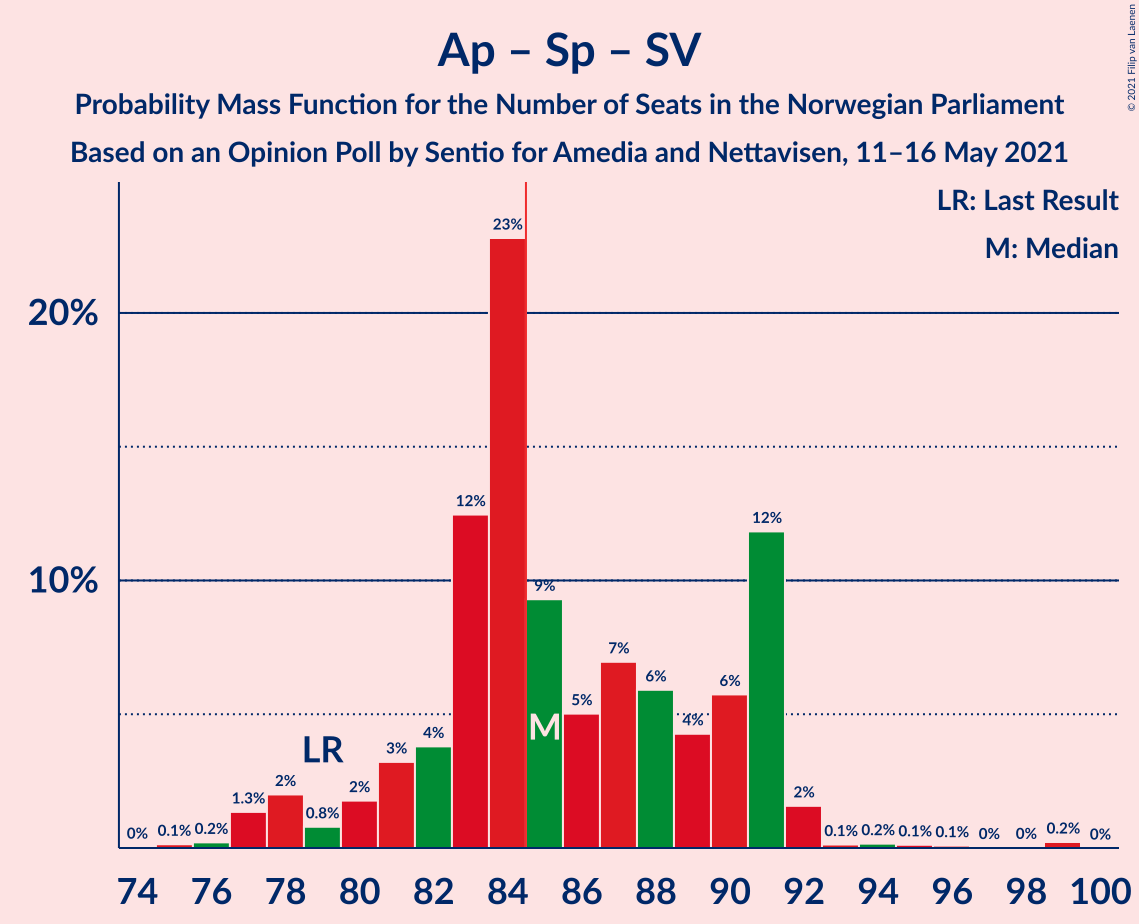 Ap – Sp – SV
Probability Mass Function for the Number of Seats in the Norwegian Parliament
Based on an Opinion Poll by Sentio for Amedia and Nettavisen, 11–16 May 2021
© 2021 Filip van Laenen
LR: Last Result
M: Median
20%
10%
0% 0.1% 0.2% 1.3% 2% 0.8% 2% 3% 4% 12% 23% 9% 5% 7% 6% 4% 6% 12% 2% 0.1% 0.2% 0.1% 0.1% 0% 0% 0.2% 0%
LR
M
74 76 78 80 82 84 86 88 90 92 94 96 98 100